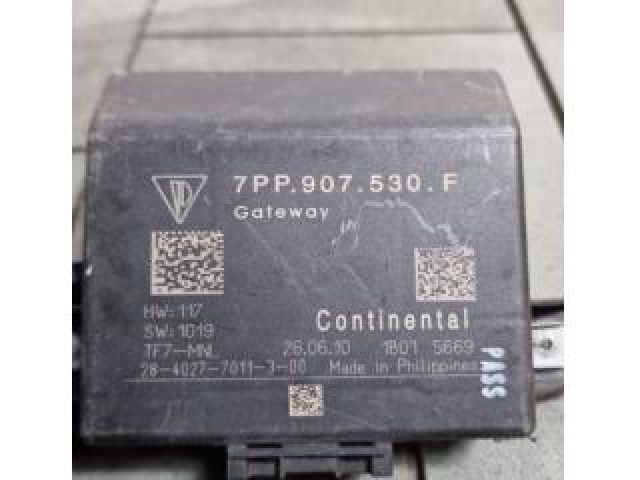 7PP.907.530.F
Gateway
HW:117
SW:1019
Continental
TF7-MNL 26.06.10 1B01 5669
28-4027-7011-3-00 Made in Philippines
PASS